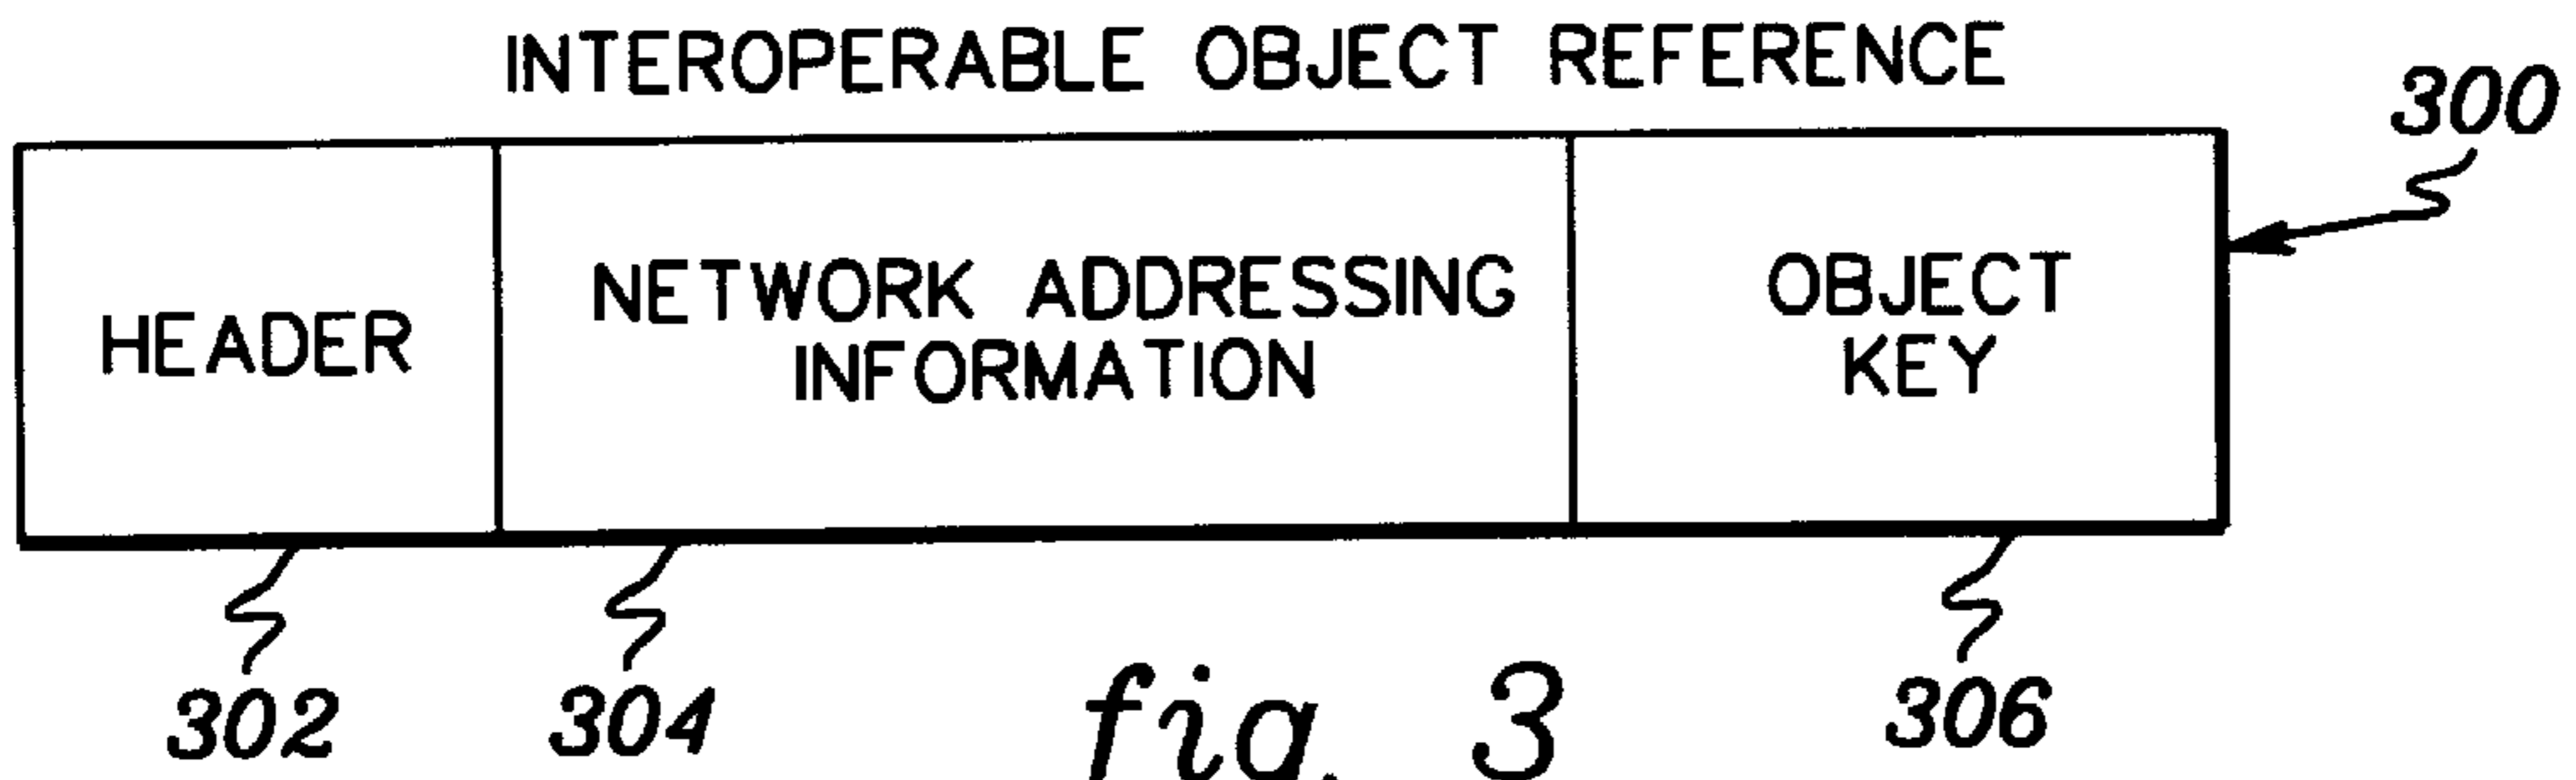 INTEROPERABLE OBJECT REFERENCE
300
HEADER
NETWORK ADDRESSING
INFORMATION
OBJECT
KEY
302
304
306
fig. 3